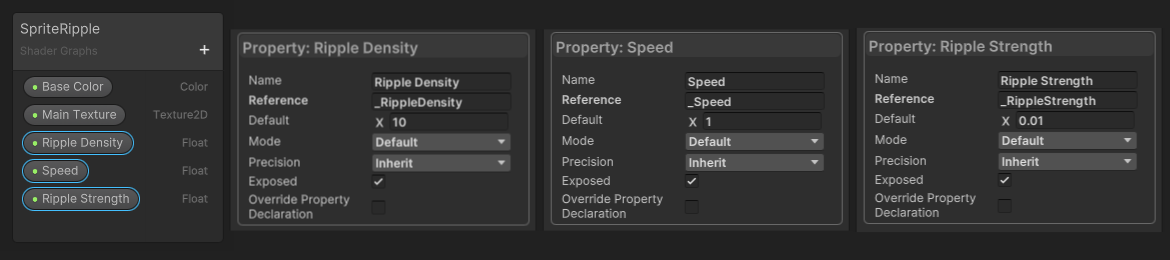 SpriteRipple
Shader Graphs
+
Base Color Color
Main Texture Texture2D
Ripple Density Float
Speed Float
Ripple Strength Float
Property: Ripple Density
Name Ripple Density
Reference _RippleDensity
Default X 10
Mode Default
Precision Inherit
Exposed
Override Property
Declaration
Property: Speed
Name Speed
Reference _Speed
Default X 1
Mode Default
Precision Inherit
Exposed
Override Property
Declaration
Property: Ripple Strength
Name Ripple Strength
Reference _RippleStrength
Default X 0.01
Mode Default
Precision Inherit
Exposed
Override Property
Declaration